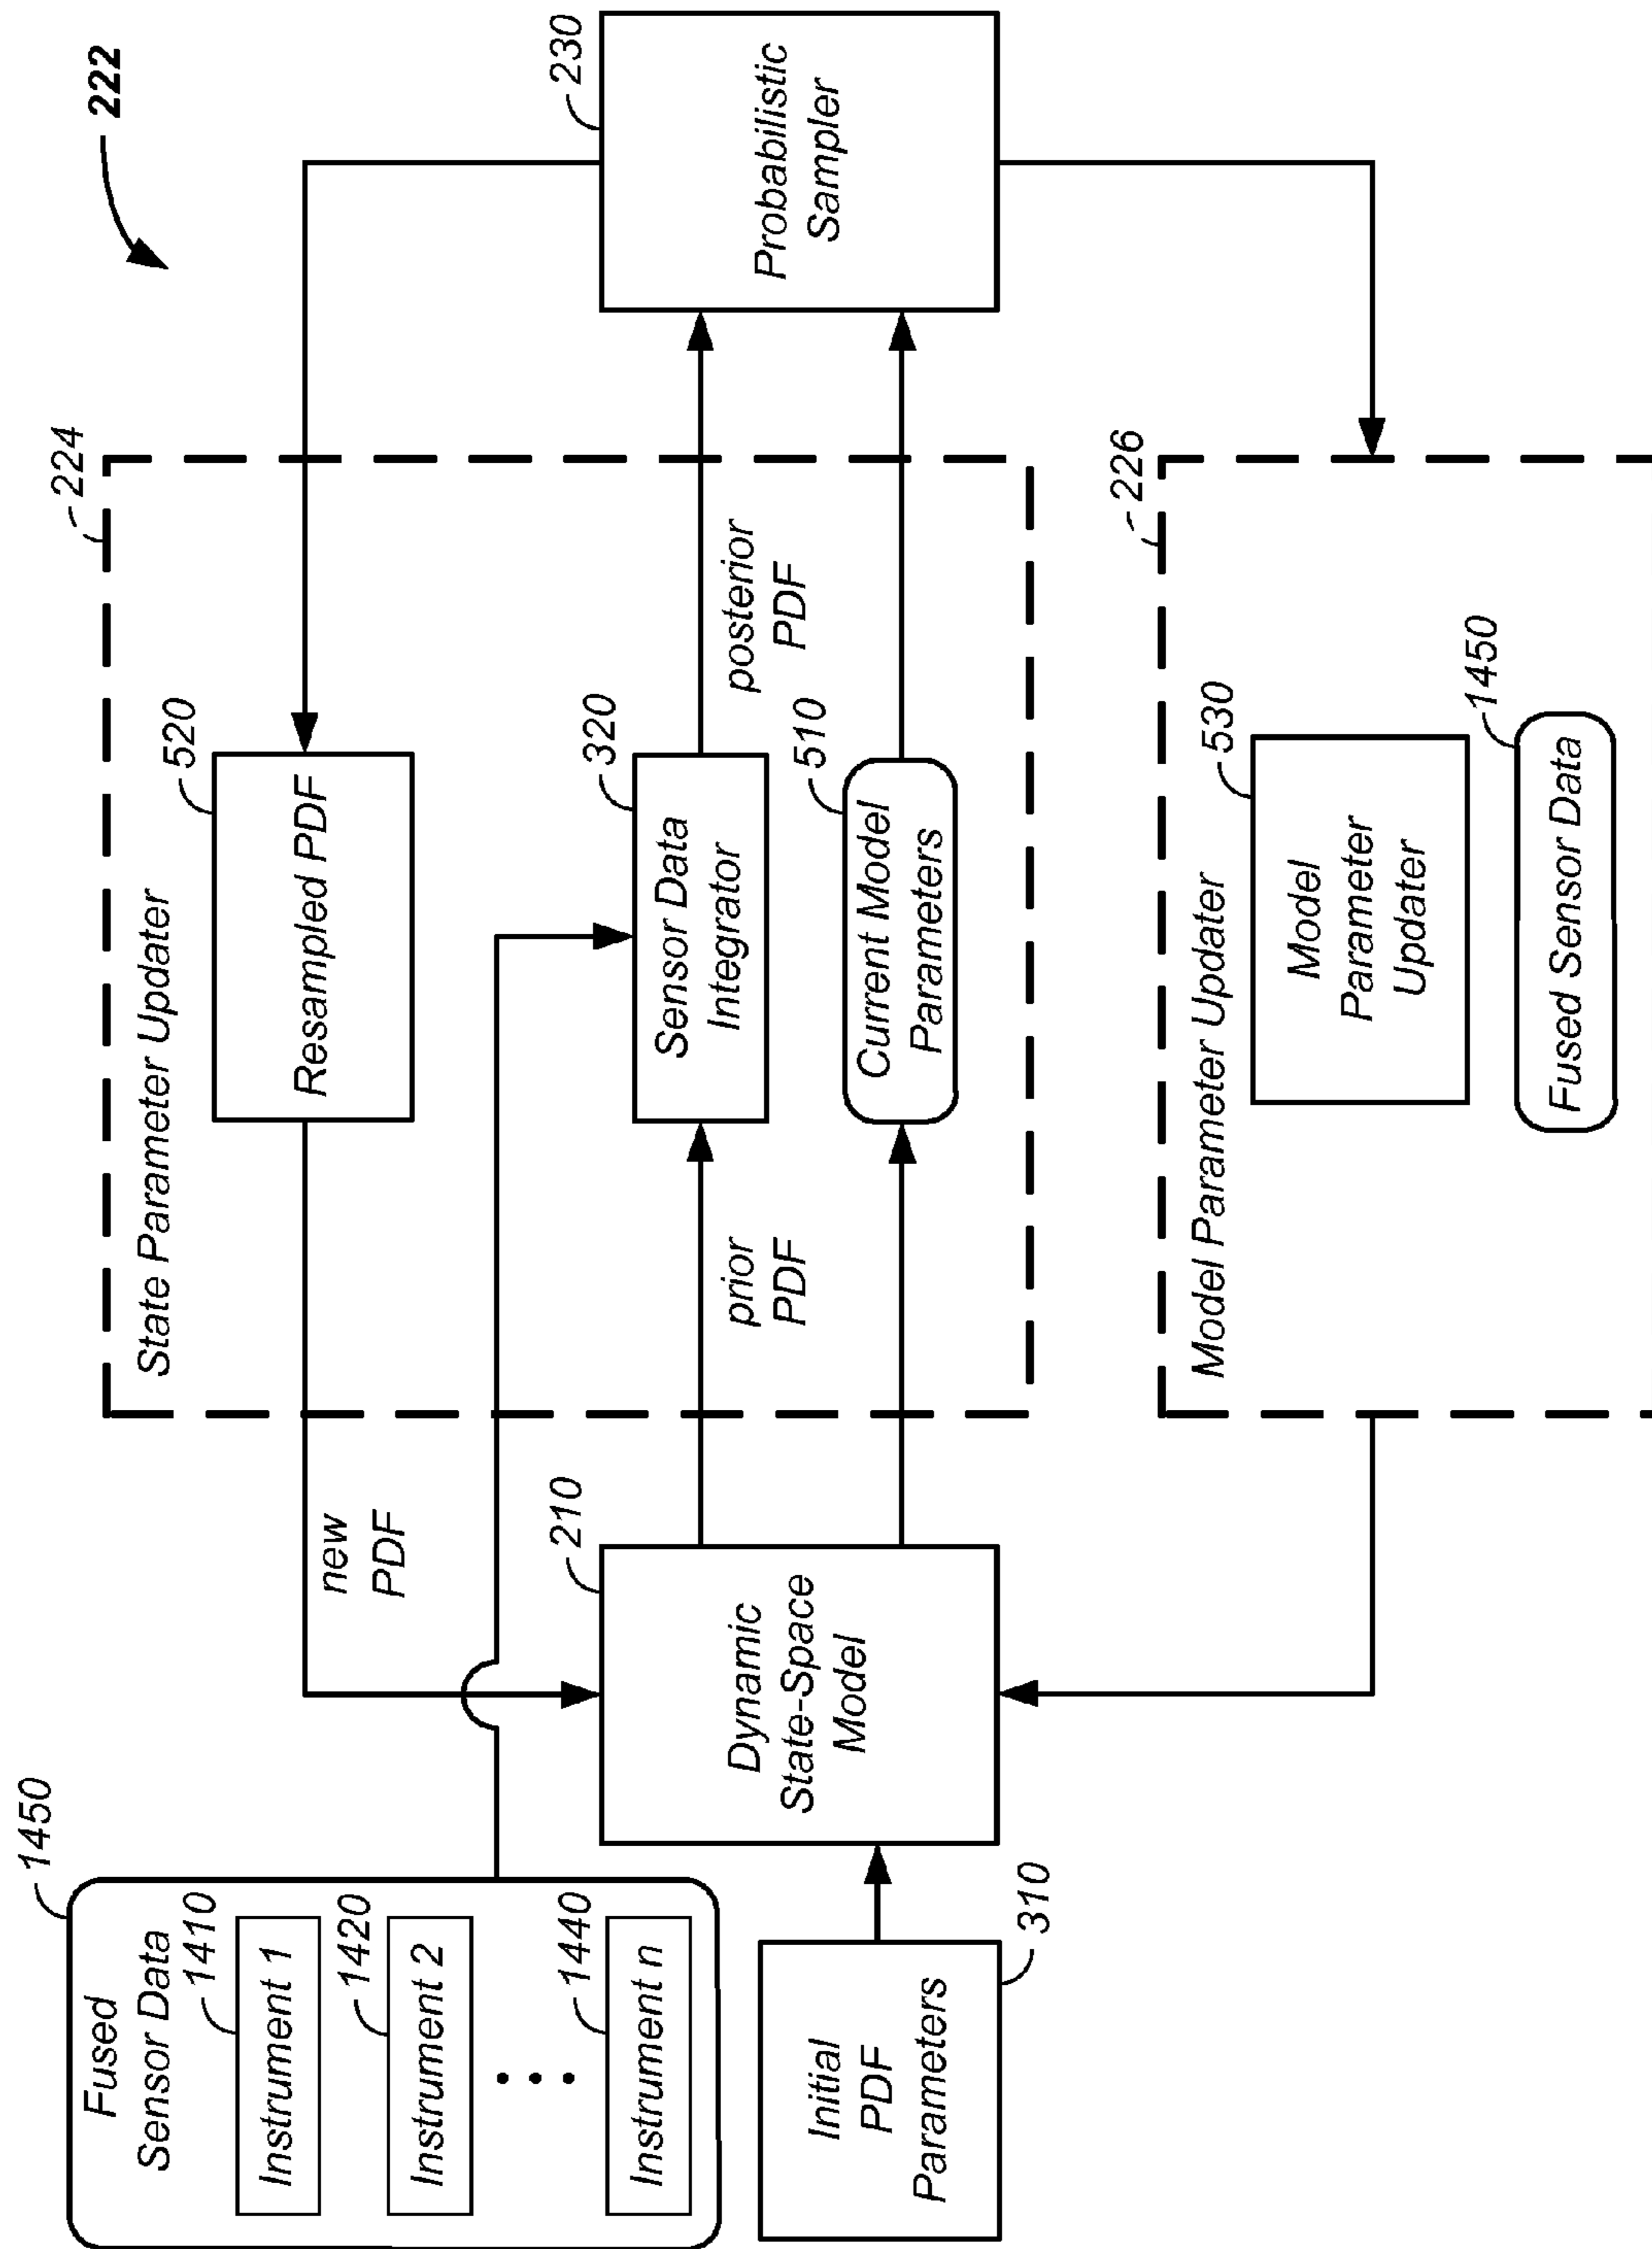 222
1450
Fused
Sensor Data
1410
Instrument 1
1420
Instrument 2
1440
Instrument n
Initial
PDF
Parameters
310
new
PDF
210
Dynamic
State-Space
Model
224
State Parameter Updater
520
Resampled PDF
prior
PDF
320
Sensor Data
Integrator
posterior
PDF
510
Current Model
Parameters
230
Probabilistic
Sampler
226
Model Parameter Updater
530
Model
Parameter
Updater
1450
Fused Sensor Data